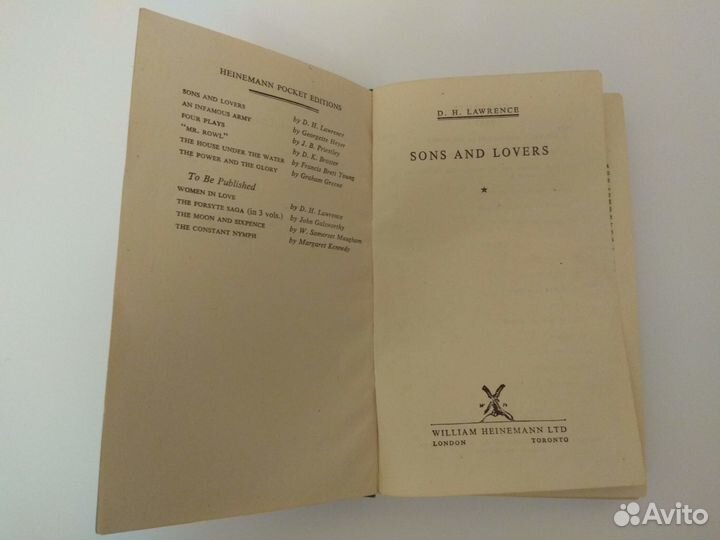 HEINEMANN POCKET EDITIONS
SONS AND LOVERS by D. H. Lawrence
AN INFAMOUS ARMY by Georgette Heyer
FOUR PLAYS by J. B. Priestley
"MR. ROWL" by D. K. Broster
THE HOUSE UNDER THE WATER by Francis Brett Young
THE POWER AND THE GLORY by Graham Greene
To Be Published
WOMEN IN LOVE by D. H. Lawrence
THE FORSYTE SAGA (in 3 vols.) by John Galsworthy
THE MOON AND SIXPENCE by W. Somerset Maugham
THE CONSTANT NYMPH by Margaret Kennedy
D. H. LAWRENCE
SONS AND LOVERS
*
WILLIAM HEINEMANN LTD
LONDON TORONTO
Avito